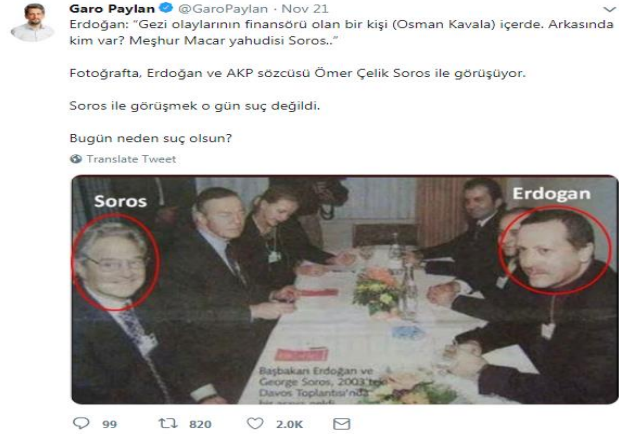 Garo Paylan @GaroPaylan · Nov 21
Erdoğan: “Gezi olaylarının finansörü olan bir kişi (Osman Kavala) içerde. Arkasında
kim var? Meşhur Macar yahudisi Soros..”
Fotoğrafta, Erdoğan ve AKP sözcüsü Ömer Çelik Soros ile görüşüyor.
Soros ile görüşmek o gün suç değildi.
Bugün neden suç olsun?
Translate Tweet
Soros
Erdogan
Başbakan Erdoğan ve
George Soros, 2003'teki
Davos Toplantısı'nda
99 820 2.0K